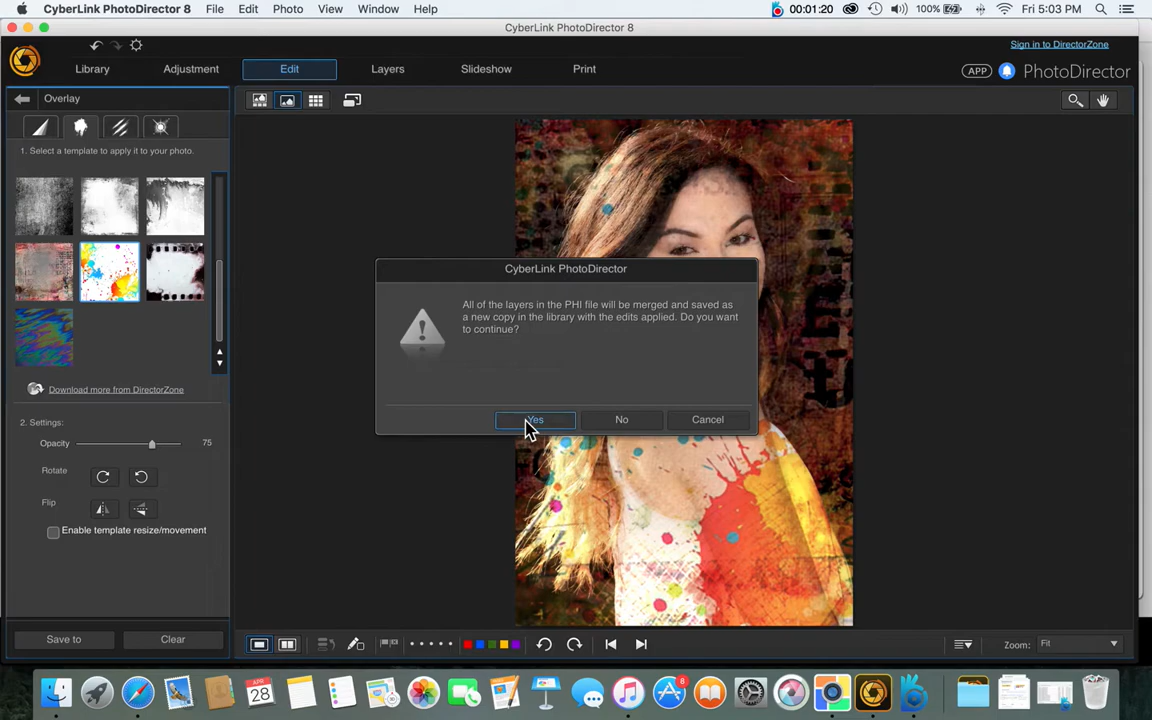 CyberLink PhotoDirector 8 File Edit Photo View Window Help 00:01:20 100% Fri 5:03 PM
CyberLink PhotoDirector 8
Sign in to DirectorZone
Library Adjustment Edit Layers Slideshow Print APP PhotoDirector
Overlay
1. Select a template to apply it to your photo.
CyberLink PhotoDirector
All of the layers in the PHI file will be merged and saved as
a new copy in the library with the edits applied. Do you want
to continue?
Yes No Cancel
Download more from DirectorZone
2. Settings:
Opacity 75
Rotate
Flip
Enable template resize/movement
Save to Clear
Zoom: Fit
APR
28
8